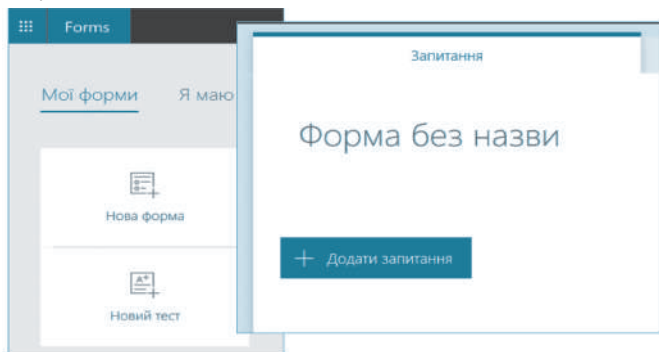 Forms
Мої форми Я маю
Нова форма
Новий тест
Запитання
Форма без назви
Додати запитання